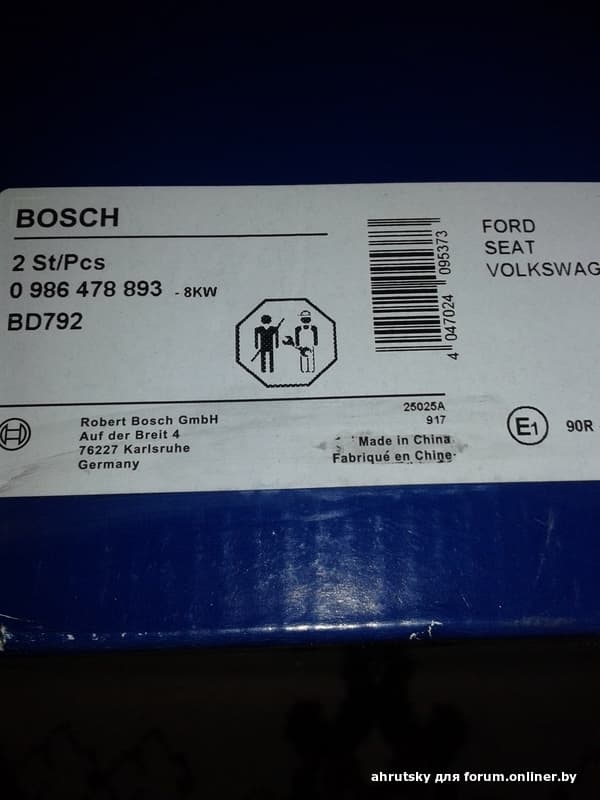 BOSCH
2 St/Pcs
0 986 478 893 - 8KW
BD792
4 047024 095373
FORD
SEAT
VOLKSWAG
Robert Bosch GmbH
Auf der Breit 4
76227 Karlsruhe
Germany
25025A
917
Made in China
Fabriqué en Chine
E1
90R
ahrutsky для forum.onliner.by